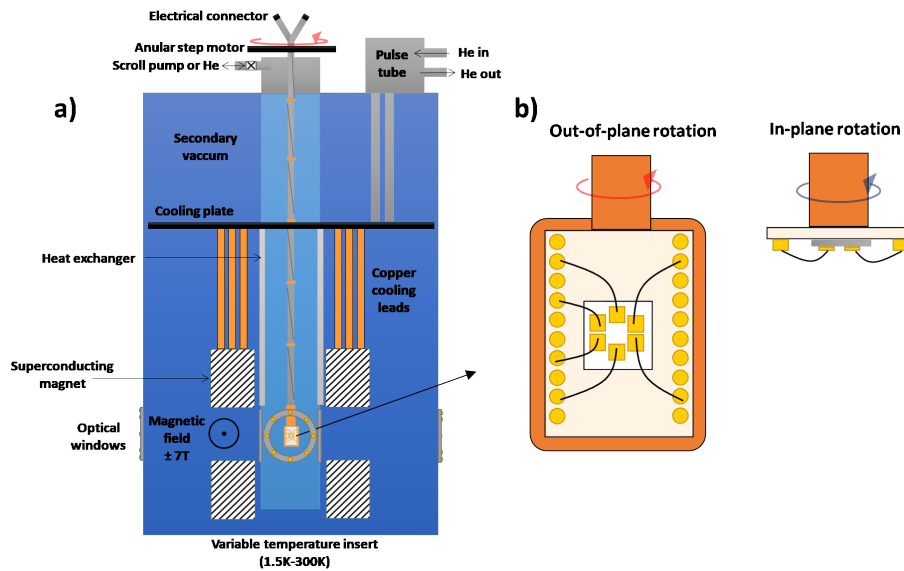 Electrical connector
Anular step motor
Scroll pump or He
Pulse
tube
He in
He out
a)
Secondary
vaccum
Cooling plate
Heat exchanger
Copper
cooling
leads
Superconducting
magnet
Optical
windows
Magnetic
field
± 7T
Variable temperature insert
(1.5K-300K)
b)
Out-of-plane rotation
In-plane rotation